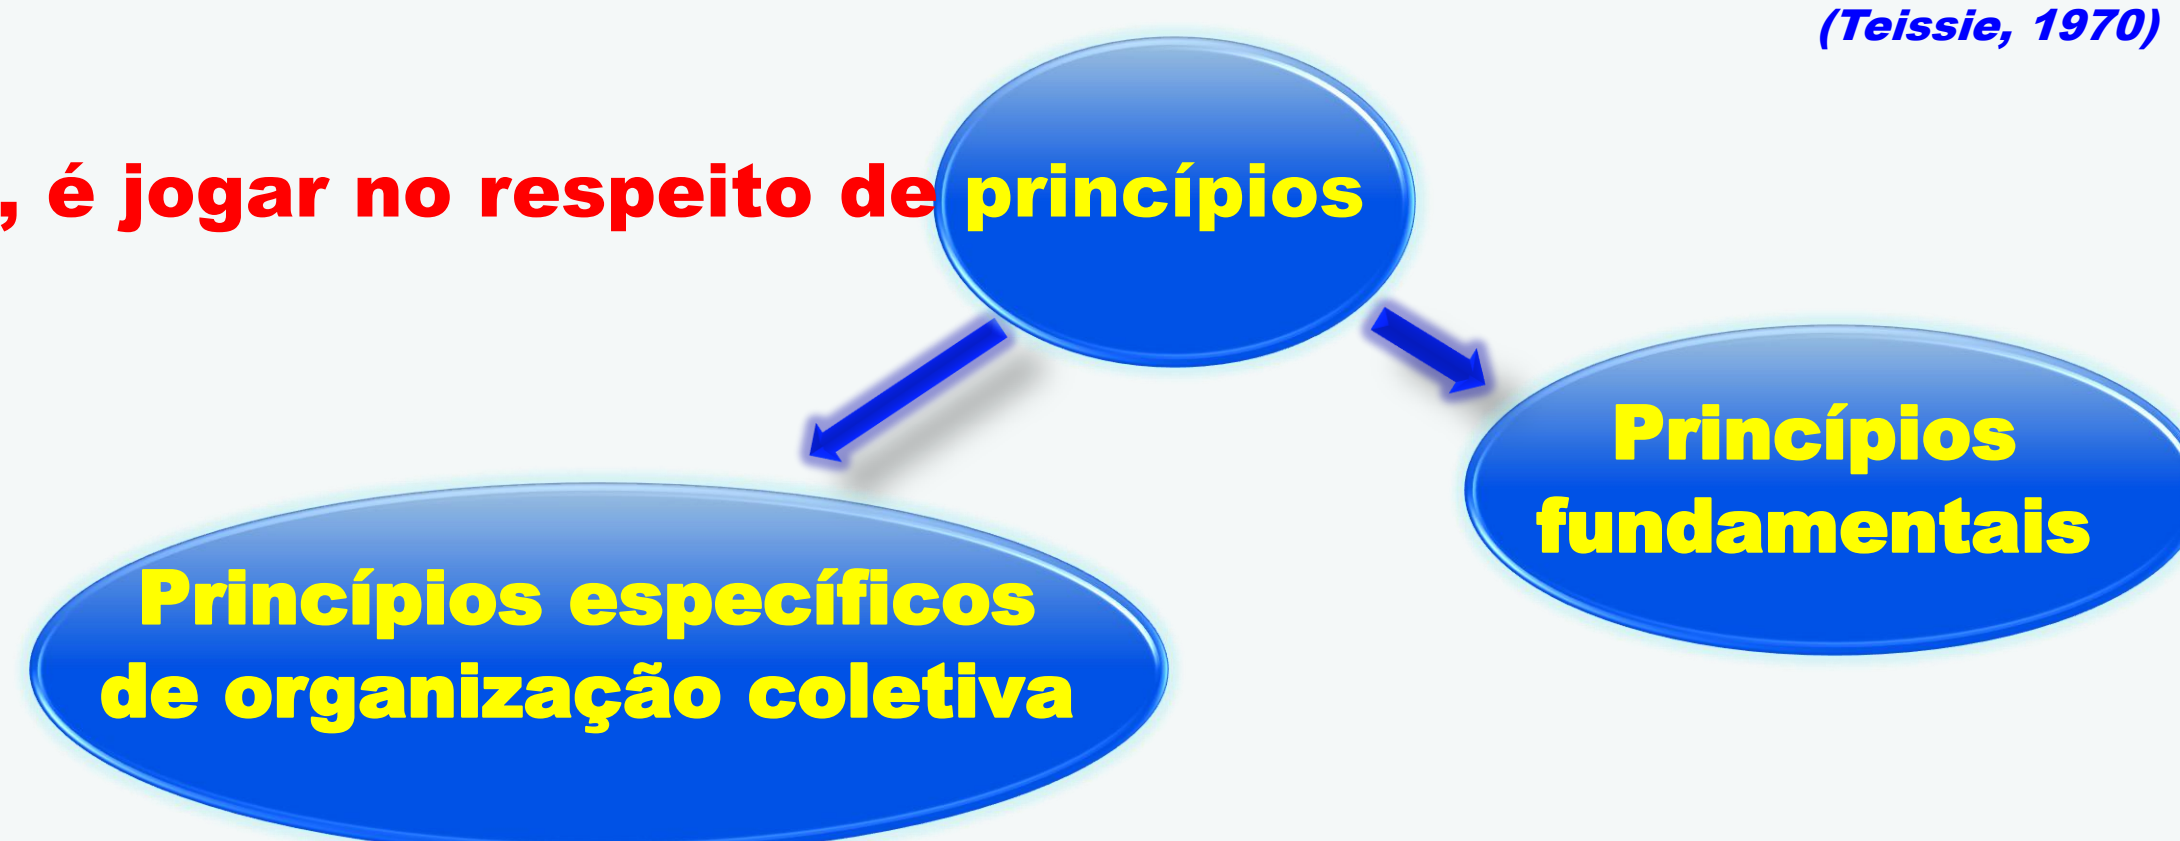 (Teissie, 1970)
, é jogar no respeito de princípios
Princípios
fundamentais
Princípios específicos
de organização coletiva